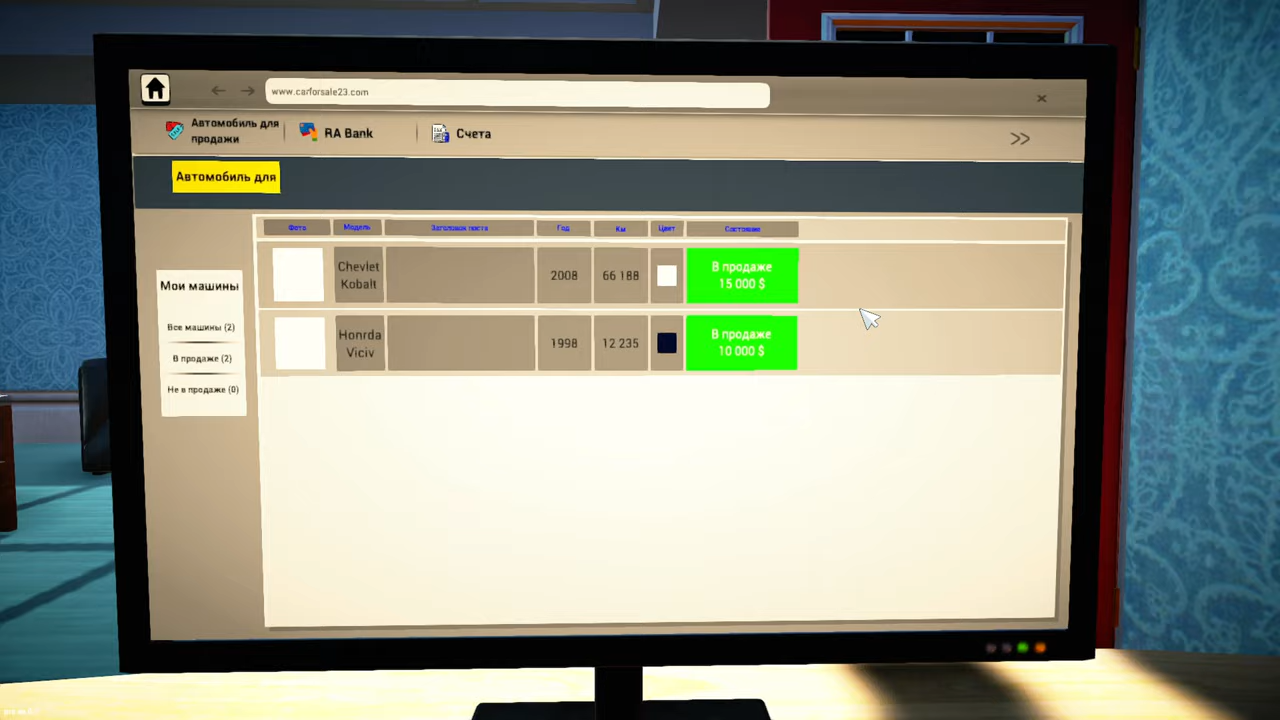 www.carforsale23.com
Автомобиль для
продажи
RA Bank
Счета
Автомобиль для
Фото
Модель
Заголовок поста
Год
Км
Цвет
Состояние
Мои машины
Все машины (2)
В продаже (2)
Не в продаже (0)
Chevlet
Kobalt
2008
66 188
В продаже
15 000 $
Honrda
Viciv
1998
12 235
В продаже
10 000 $